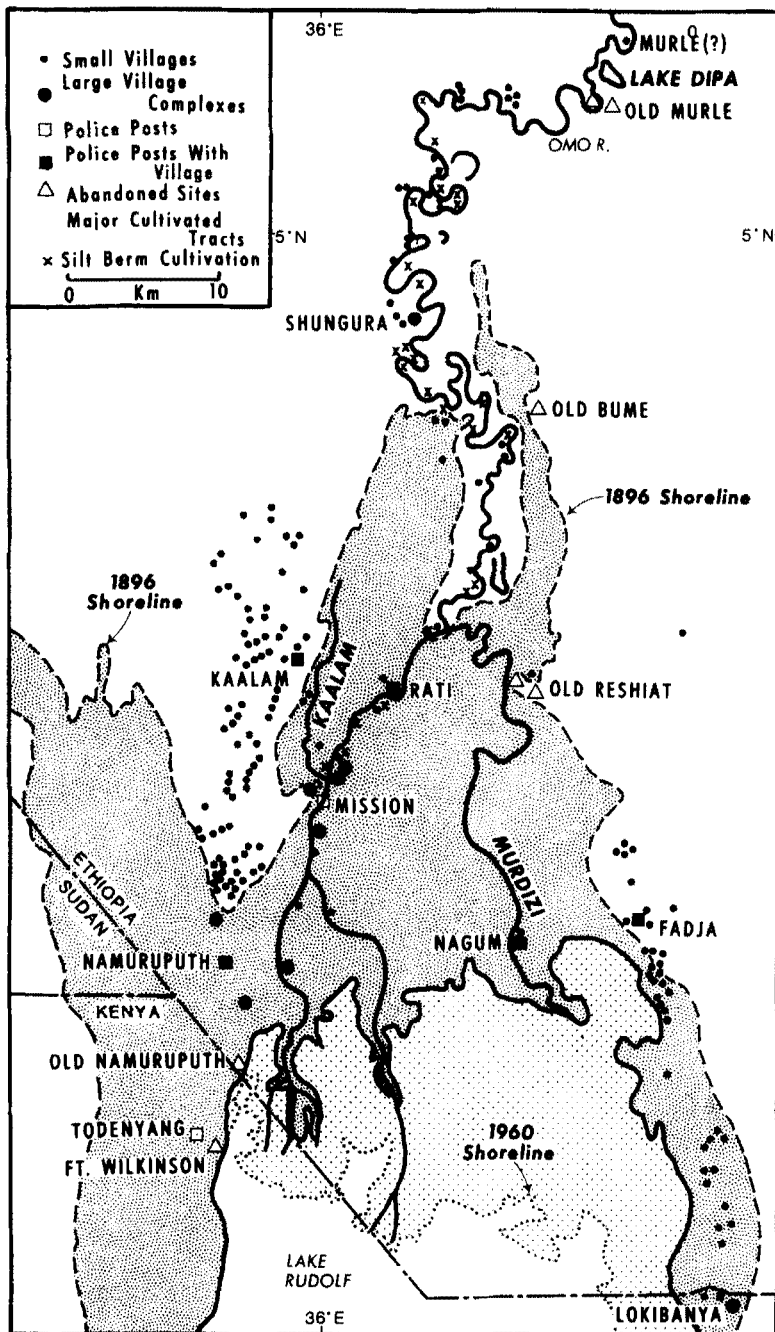 Small Villages
Large Village
Complexes
Police Posts
Police Posts With
Village
Abandoned Sites
Major Cultivated
Tracts
x Silt Berm Cultivation
0 Km 10
36°E
MURLE(?)
LAKE DIPA
OLD MURLE
OMO R.
5°N
5°N
SHUNGURA
OLD BUME
1896 Shoreline
1896
Shoreline
KAALAM
KAALAM
RATI
OLD RESHIAT
MISSION
ETHIOPIA
SUDAN
MURDIZI
FADJA
NAGUM
NAMURUPUTH
KENYA
OLD NAMURUPUTH
TODENYANG
FT. WILKINSON
1960
Shoreline
LAKE
RUDOLF
LOKIBANYA
36°E